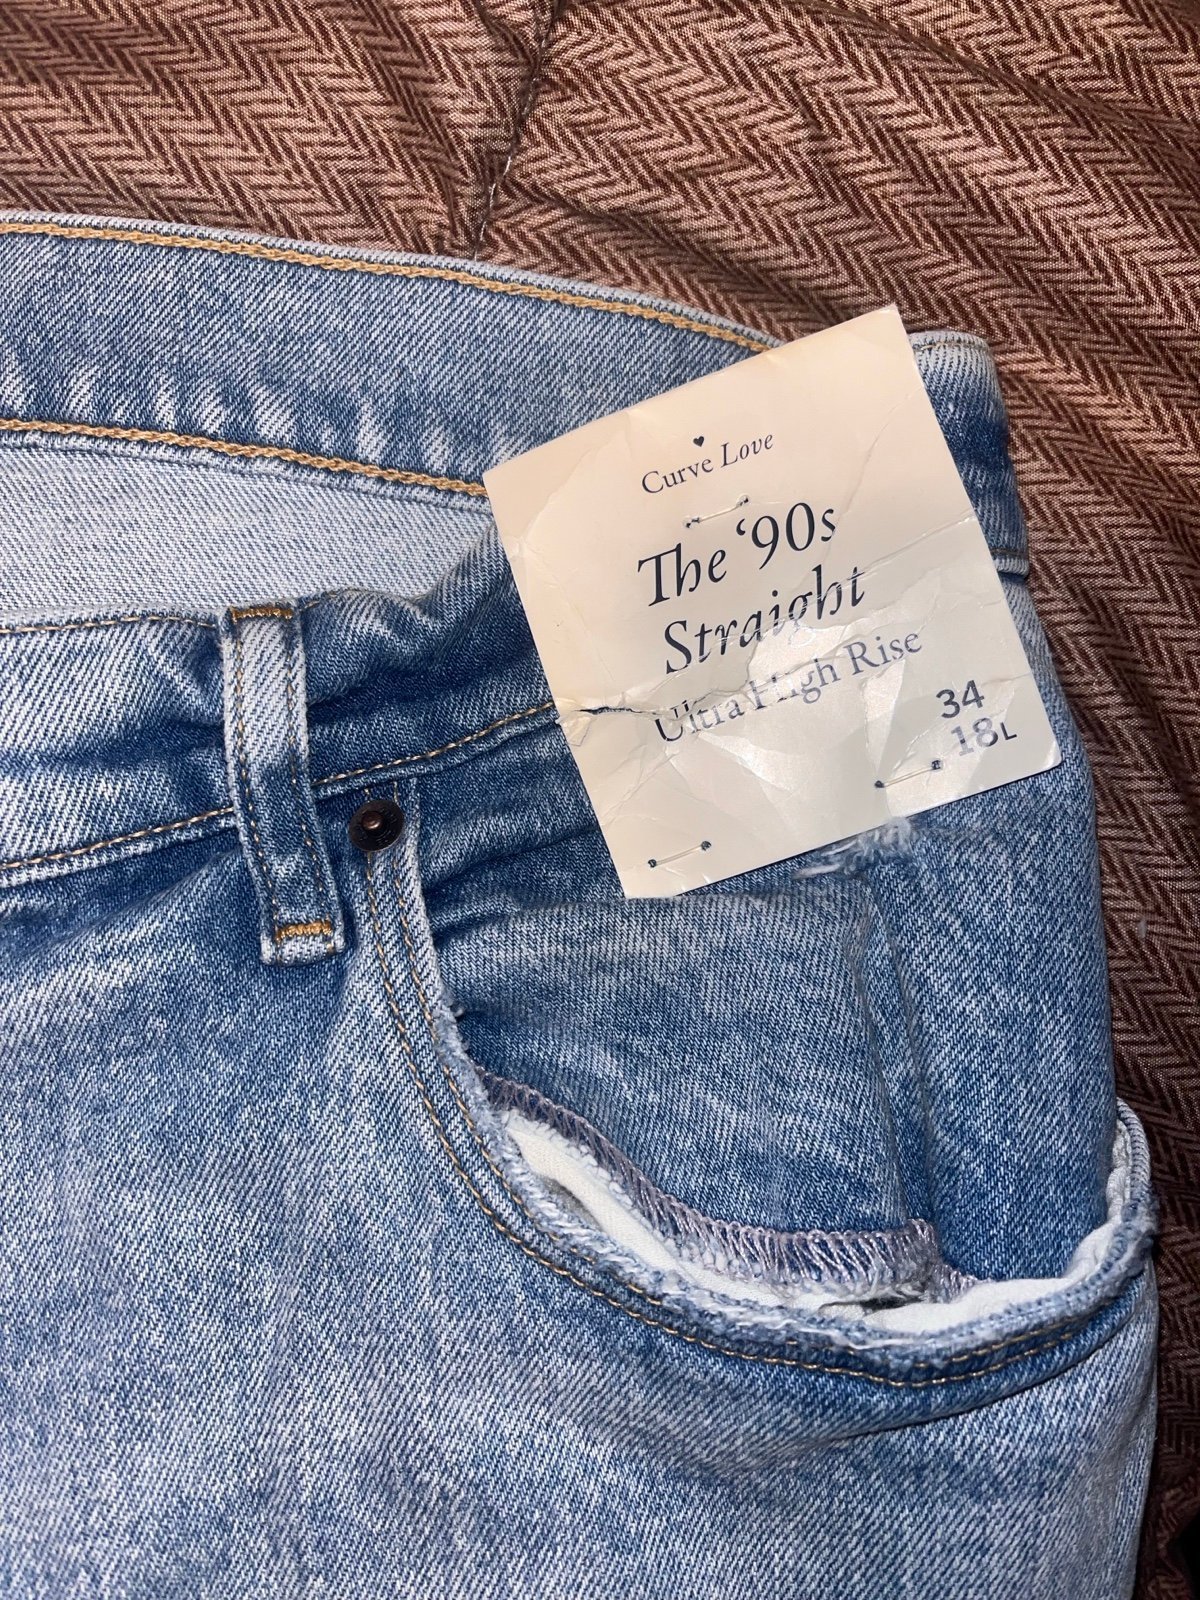 Curve Love
The ‘90s
Straight
Ultra High Rise
34
18L